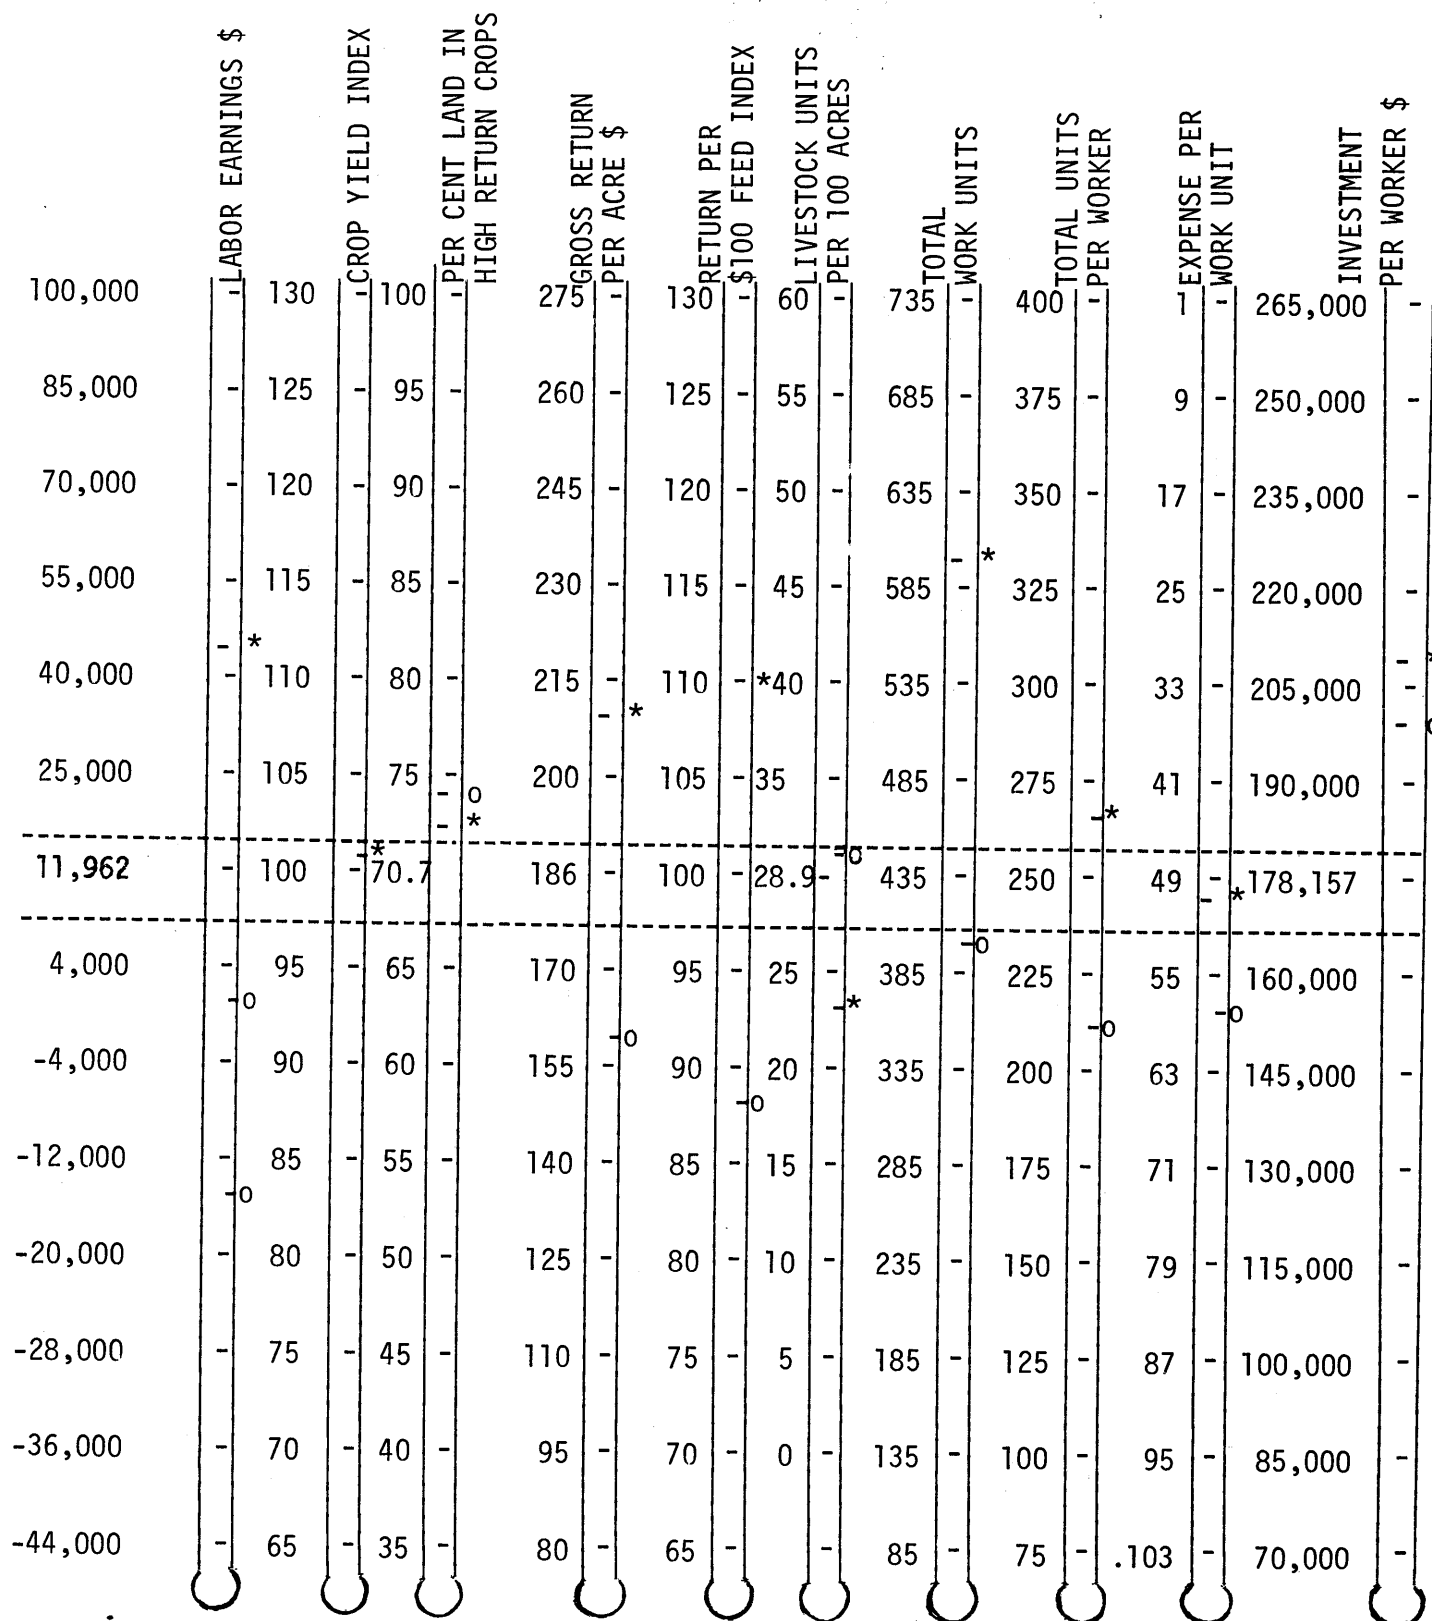 LABOR EARNINGS $
CROP YIELD INDEX
PER CENT LAND IN
HIGH RETURN CROPS
GROSS RETURN
PER ACRE $
RETURN PER
$100 FEED INDEX
LIVESTOCK UNITS
PER 100 ACRES
TOTAL
WORK UNITS
TOTAL UNITS
PER WORKER
EXPENSE PER
WORK UNIT
INVESTMENT
PER WORKER $
100,000 - 130 - 100 - 275 - 130 - 60 - 735 - 400 - 1 - 265,000 -
85,000 - 125 - 95 - 260 - 125 - 55 - 685 - 375 - 9 - 250,000 -
70,000 - 120 - 90 - 245 - 120 - 50 - 635 - 350 - 17 - 235,000 -
- *
55,000 - 115 - 85 - 230 - 115 - 45 - 585 - 325 - 25 - 220,000 -
- * - *
40,000 - 110 - 80 - 215 - 110 - * 40 - 535 - 300 - 33 - 205,000 -
- * - o
25,000 - 105 - 75 - 200 - 105 - 35 - 485 - 275 - 41 - 190,000 -
- o
- * - *
- * - o
11,962 - 100 - 70.7 186 - 100 - 28.9 - 435 - 250 - 49 - 178,157 -
- *
- o
4,000 - 95 - 65 - 170 - 95 - 25 - 385 - 225 - 55 - 160,000 -
- o - * - o
- o - o
-4,000 - 90 - 60 - 155 - 90 - 20 - 335 - 200 - 63 - 145,000 -
- o
-12,000 - 85 - 55 - 140 - 85 - 15 - 285 - 175 - 71 - 130,000 -
- o
-20,000 - 80 - 50 - 125 - 80 - 10 - 235 - 150 - 79 - 115,000 -
-28,000 - 75 - 45 - 110 - 75 - 5 - 185 - 125 - 87 - 100,000 -
-36,000 - 70 - 40 - 95 - 70 - 0 - 135 - 100 - 95 - 85,000 -
-44,000 - 65 - 35 - 80 - 65 - - 85 - 75 - .103 - 70,000 -